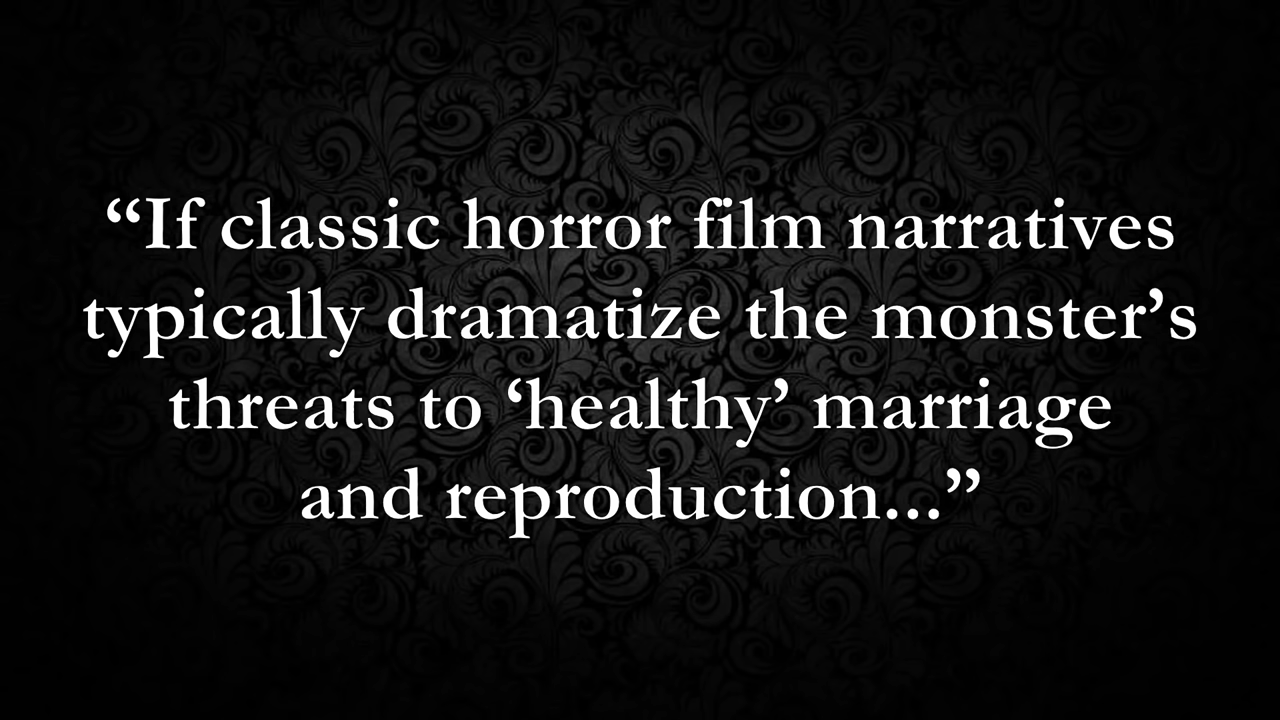 “If classic horror film narratives
typically dramatize the monster’s
threats to ‘healthy’ marriage
and reproduction...”